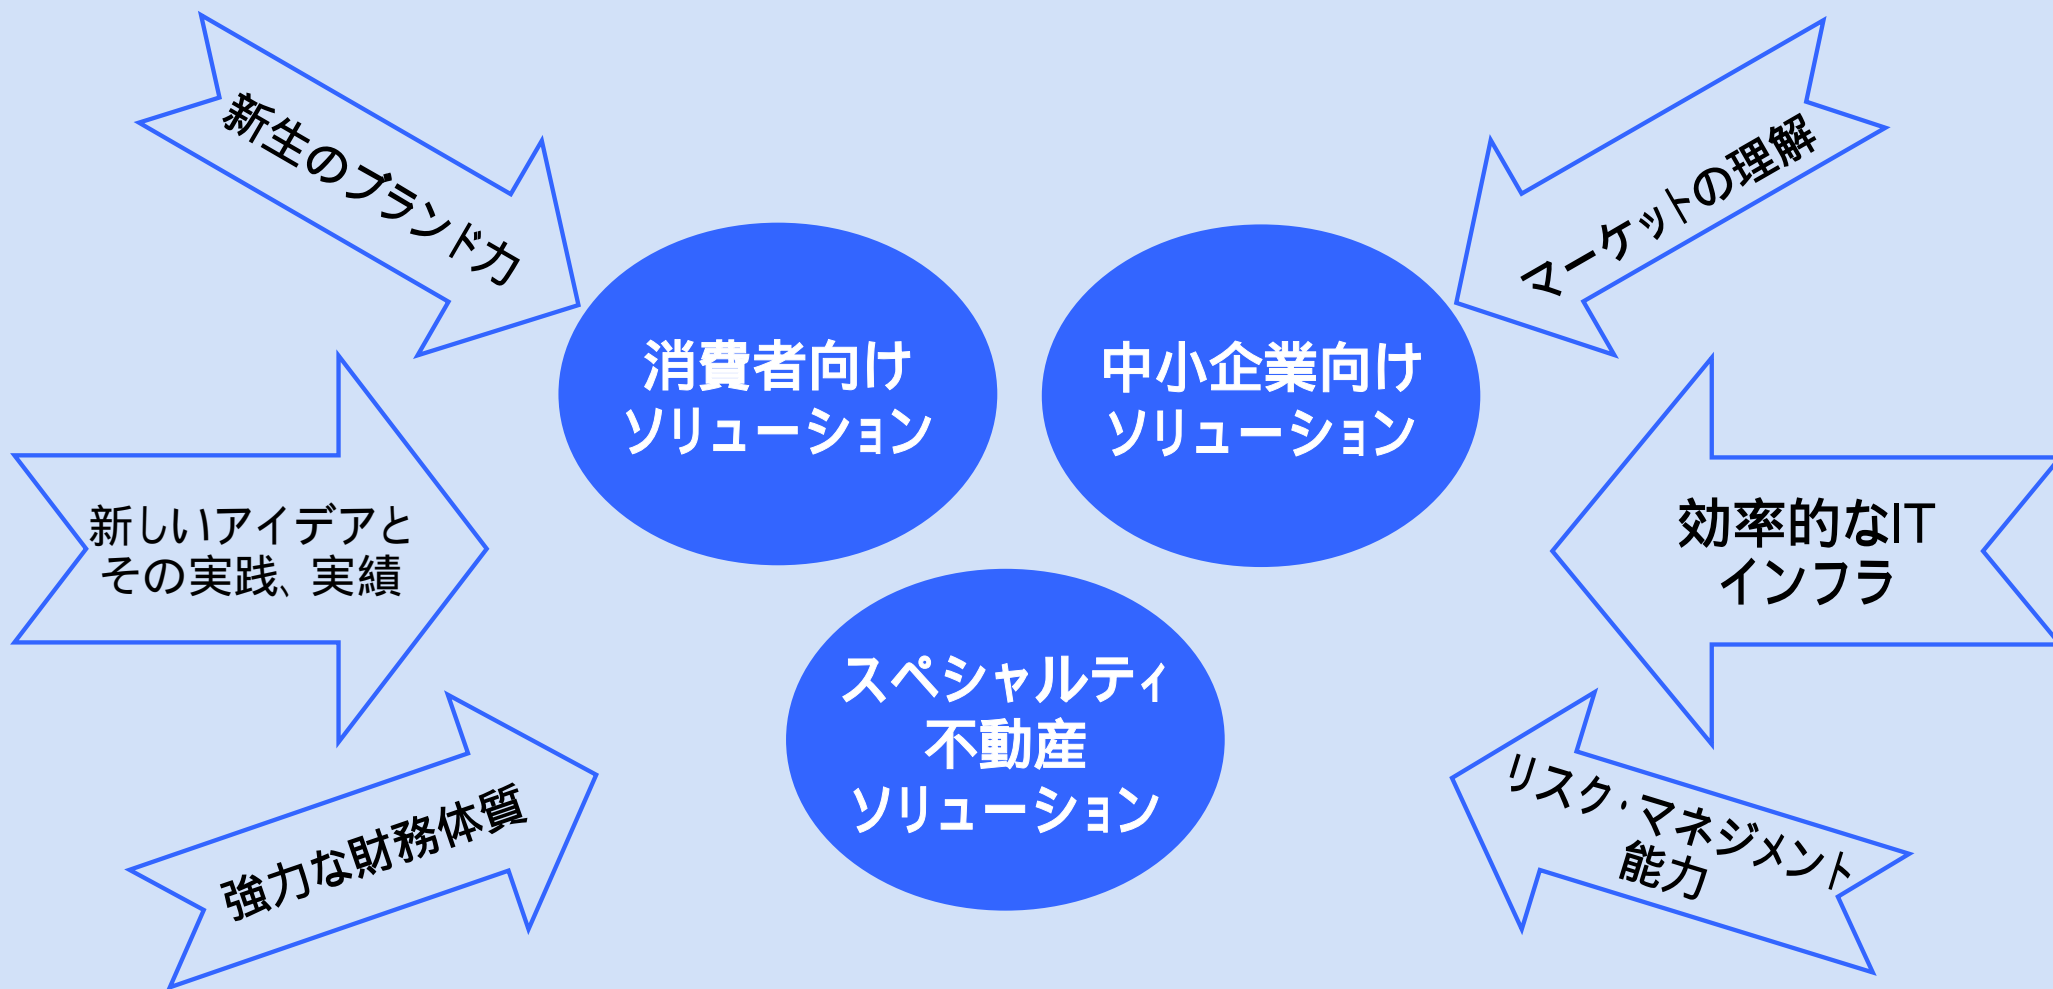 新生のブランド力
マーケットの理解
消費者向け
ソリューション
中小企業向け
ソリューション
新しいアイデアと
その実践、実績
効率的なIT
インフラ
スペシャルティ
不動産
ソリューション
強力な財務体質
リスク・マネジメント
能力